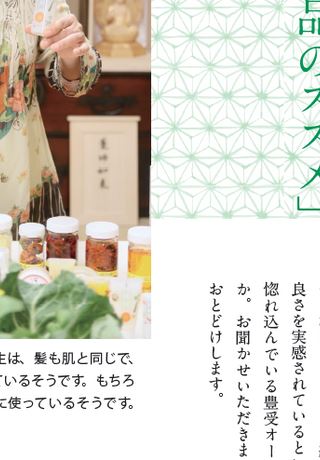 品のススメ」
良さを実感されていると
惚れ込んでいる豊受オー
か。お聞かせいただきま
おとどけします。
生は、髪も肌と同じで、
ているそうです。もちろ
に使っているそうです。